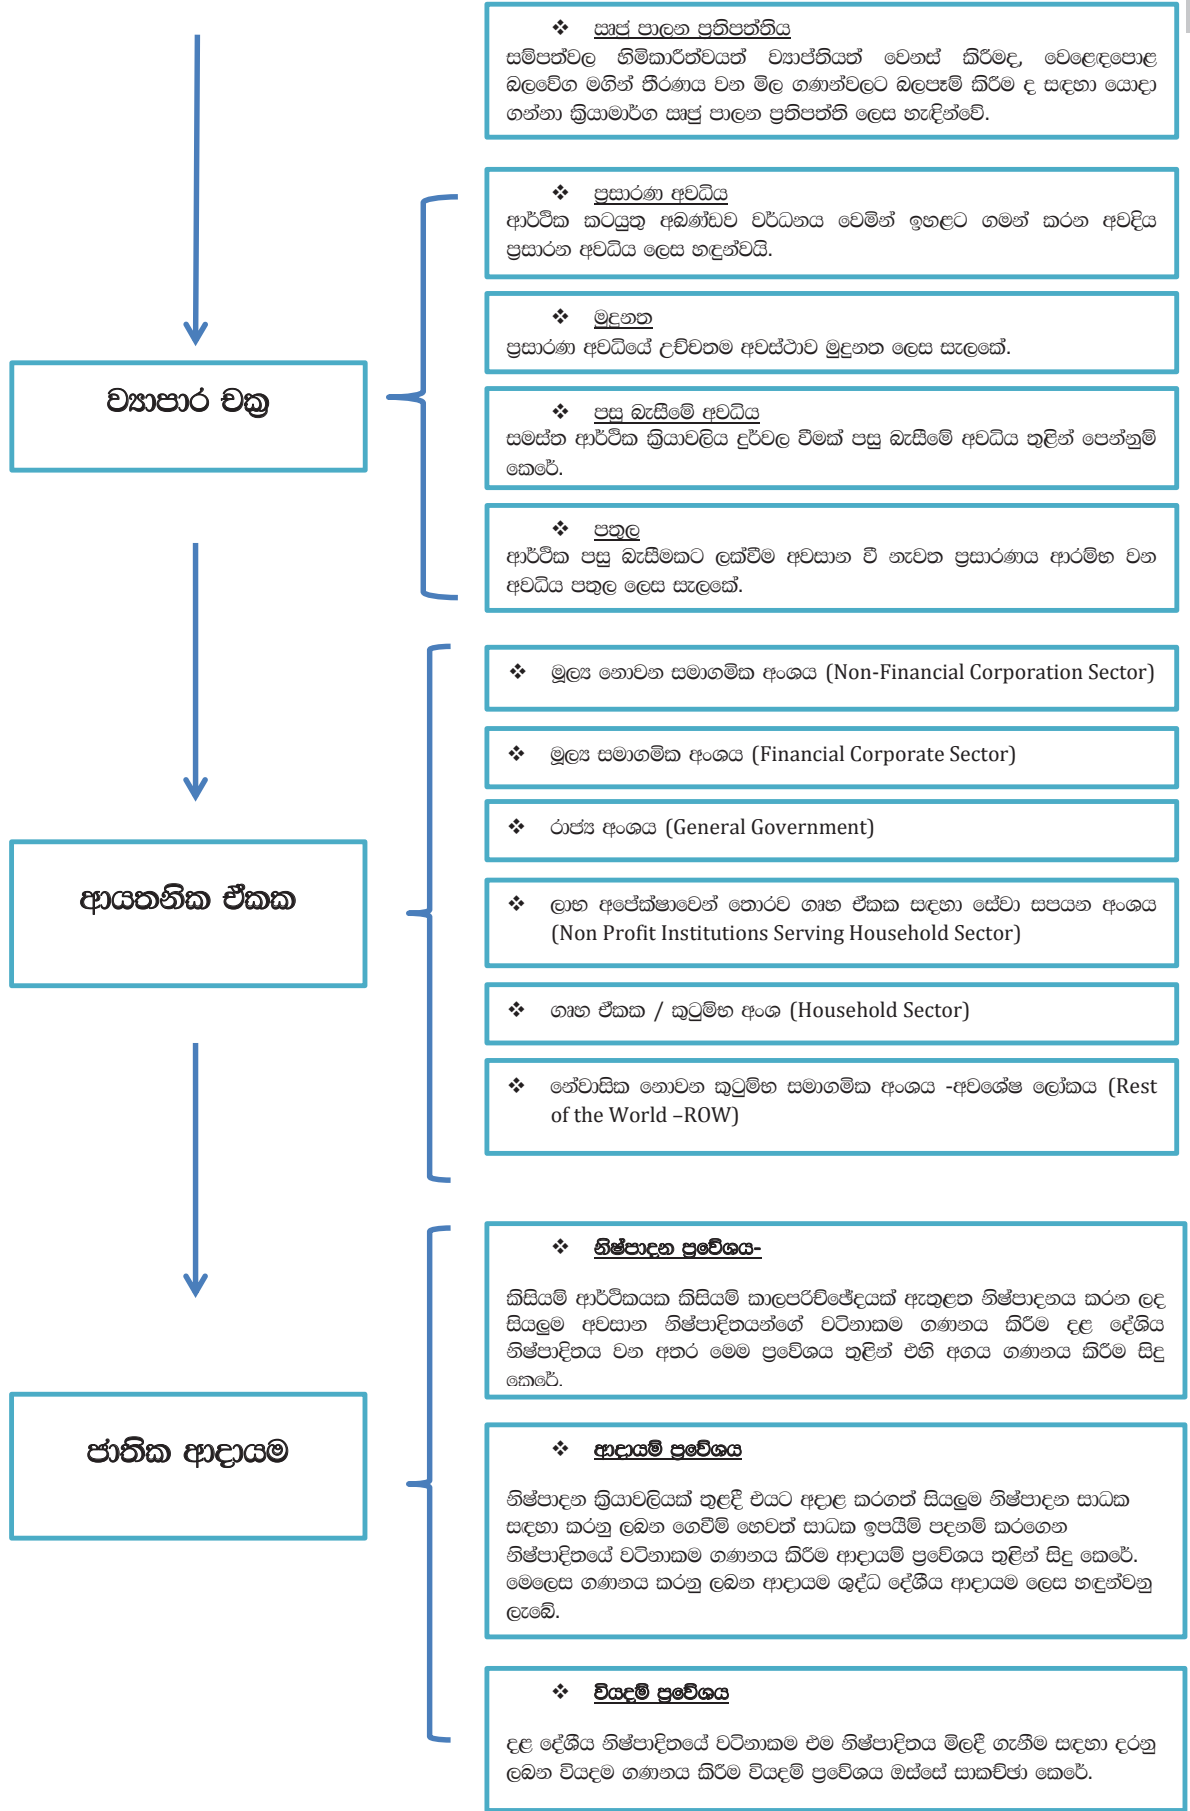 ❖ ඍජු පාලන ප්‍රතිපත්තිය
සම්පත්වල හිමිකාරීත්වයත් ව්‍යාප්තියත් වෙනස් කිරීමද, වෙළෙඳපොළ
බලවේග මගින් තීරණය වන මිල ගණන්වලට බලපෑම් කිරීම ද සඳහා යොදා
ගන්නා ක්‍රියාමාර්ග ඍජු පාලන ප්‍රතිපත්ති ලෙස හැඳින්වේ.
❖ ප්‍රසාරණ අවධිය
ආර්ථික කටයුතු අඛණ්ඩව වර්ධනය වෙමින් ඉහළට ගමන් කරන අවදිය
ප්‍රසාරන අවධිය ලෙස හඳුන්වයි.
❖ මුදුනත
ප්‍රසාරණ අවධියේ උච්චතම අවස්ථාව මුදුනත ලෙස සැලකේ.
ව්‍යාපාර චක්‍ර
❖ පසු බැසීමේ අවධිය
සමස්ත ආර්ථික ක්‍රියාවලිය දුර්වල වීමක් පසු බැසීමේ අවධිය තුළින් පෙන්නුම්
කෙරේ.
❖ පතුල
ආර්ථික පසු බැසීමකට ලක්වීම අවසාන වී නැවත ප්‍රසාරණය ආරම්භ වන
අවධිය පතුල ලෙස සැලකේ.
❖ මූල්‍ය නොවන සමාගමික අංශය (Non-Financial Corporation Sector)
❖ මූල්‍ය සමාගමික අංශය (Financial Corporate Sector)
❖ රාජ්‍ය අංශය (General Government)
ආයතනික ඒකක
❖ ලාභ අපේක්ෂාවෙන් තොරව ගෘහ ඒකක සඳහා සේවා සපයන අංශය
(Non Profit Institutions Serving Household Sector)
❖ ගෘහ ඒකක / කුටුම්භ අංශ (Household Sector)
❖ නේවාසික නොවන කුටුම්භ සමාගමික අංශය -අවශේෂ ලෝකය (Rest
of the World –ROW)
❖ නිෂ්පාදන ප්‍රවේශය-
කිසියම් ආර්ථිකයක කිසියම් කාලපරිච්ඡේදයක් ඇතුළත නිෂ්පාදනය කරන ලද
සියලුම අවසාන නිෂ්පාදිතයන්ගේ වටිනාකම ගණනය කිරීම දළ දේශීය
නිෂ්පාදිතය වන අතර මෙම ප්‍රවේශය තුළින් එහි අගය ගණනය කිරීම සිදු
කෙරේ.
ජාතික ආදායම
❖ ආදායම් ප්‍රවේශය
නිෂ්පාදන ක්‍රියාවලියක් තුළදී එයට අදාළ කරගත් සියලුම නිෂ්පාදන සාධක
සඳහා කරනු ලබන ගෙවීම් හෙවත් සාධක ඉපයීම් පදනම් කරගෙන
නිෂ්පාදිතයේ වටිනාකම ගණනය කිරීම ආදායම් ප්‍රවේශය තුළින් සිදු කෙරේ.
මෙලෙස ගණනය කරනු ලබන ආදායම ශුද්ධ දේශීය ආදායම ලෙස හඳුන්වනු
ලැබේ.
❖ වියදම් ප්‍රවේශය
දළ දේශීය නිෂ්පාදිතයේ වටිනාකම එම නිෂ්පාදිතය මිලදී ගැනීම සඳහා දරනු
ලබන වියදම ගණනය කිරීම වියදම් ප්‍රවේශය ඔස්සේ සාකච්ඡා කෙරේ.